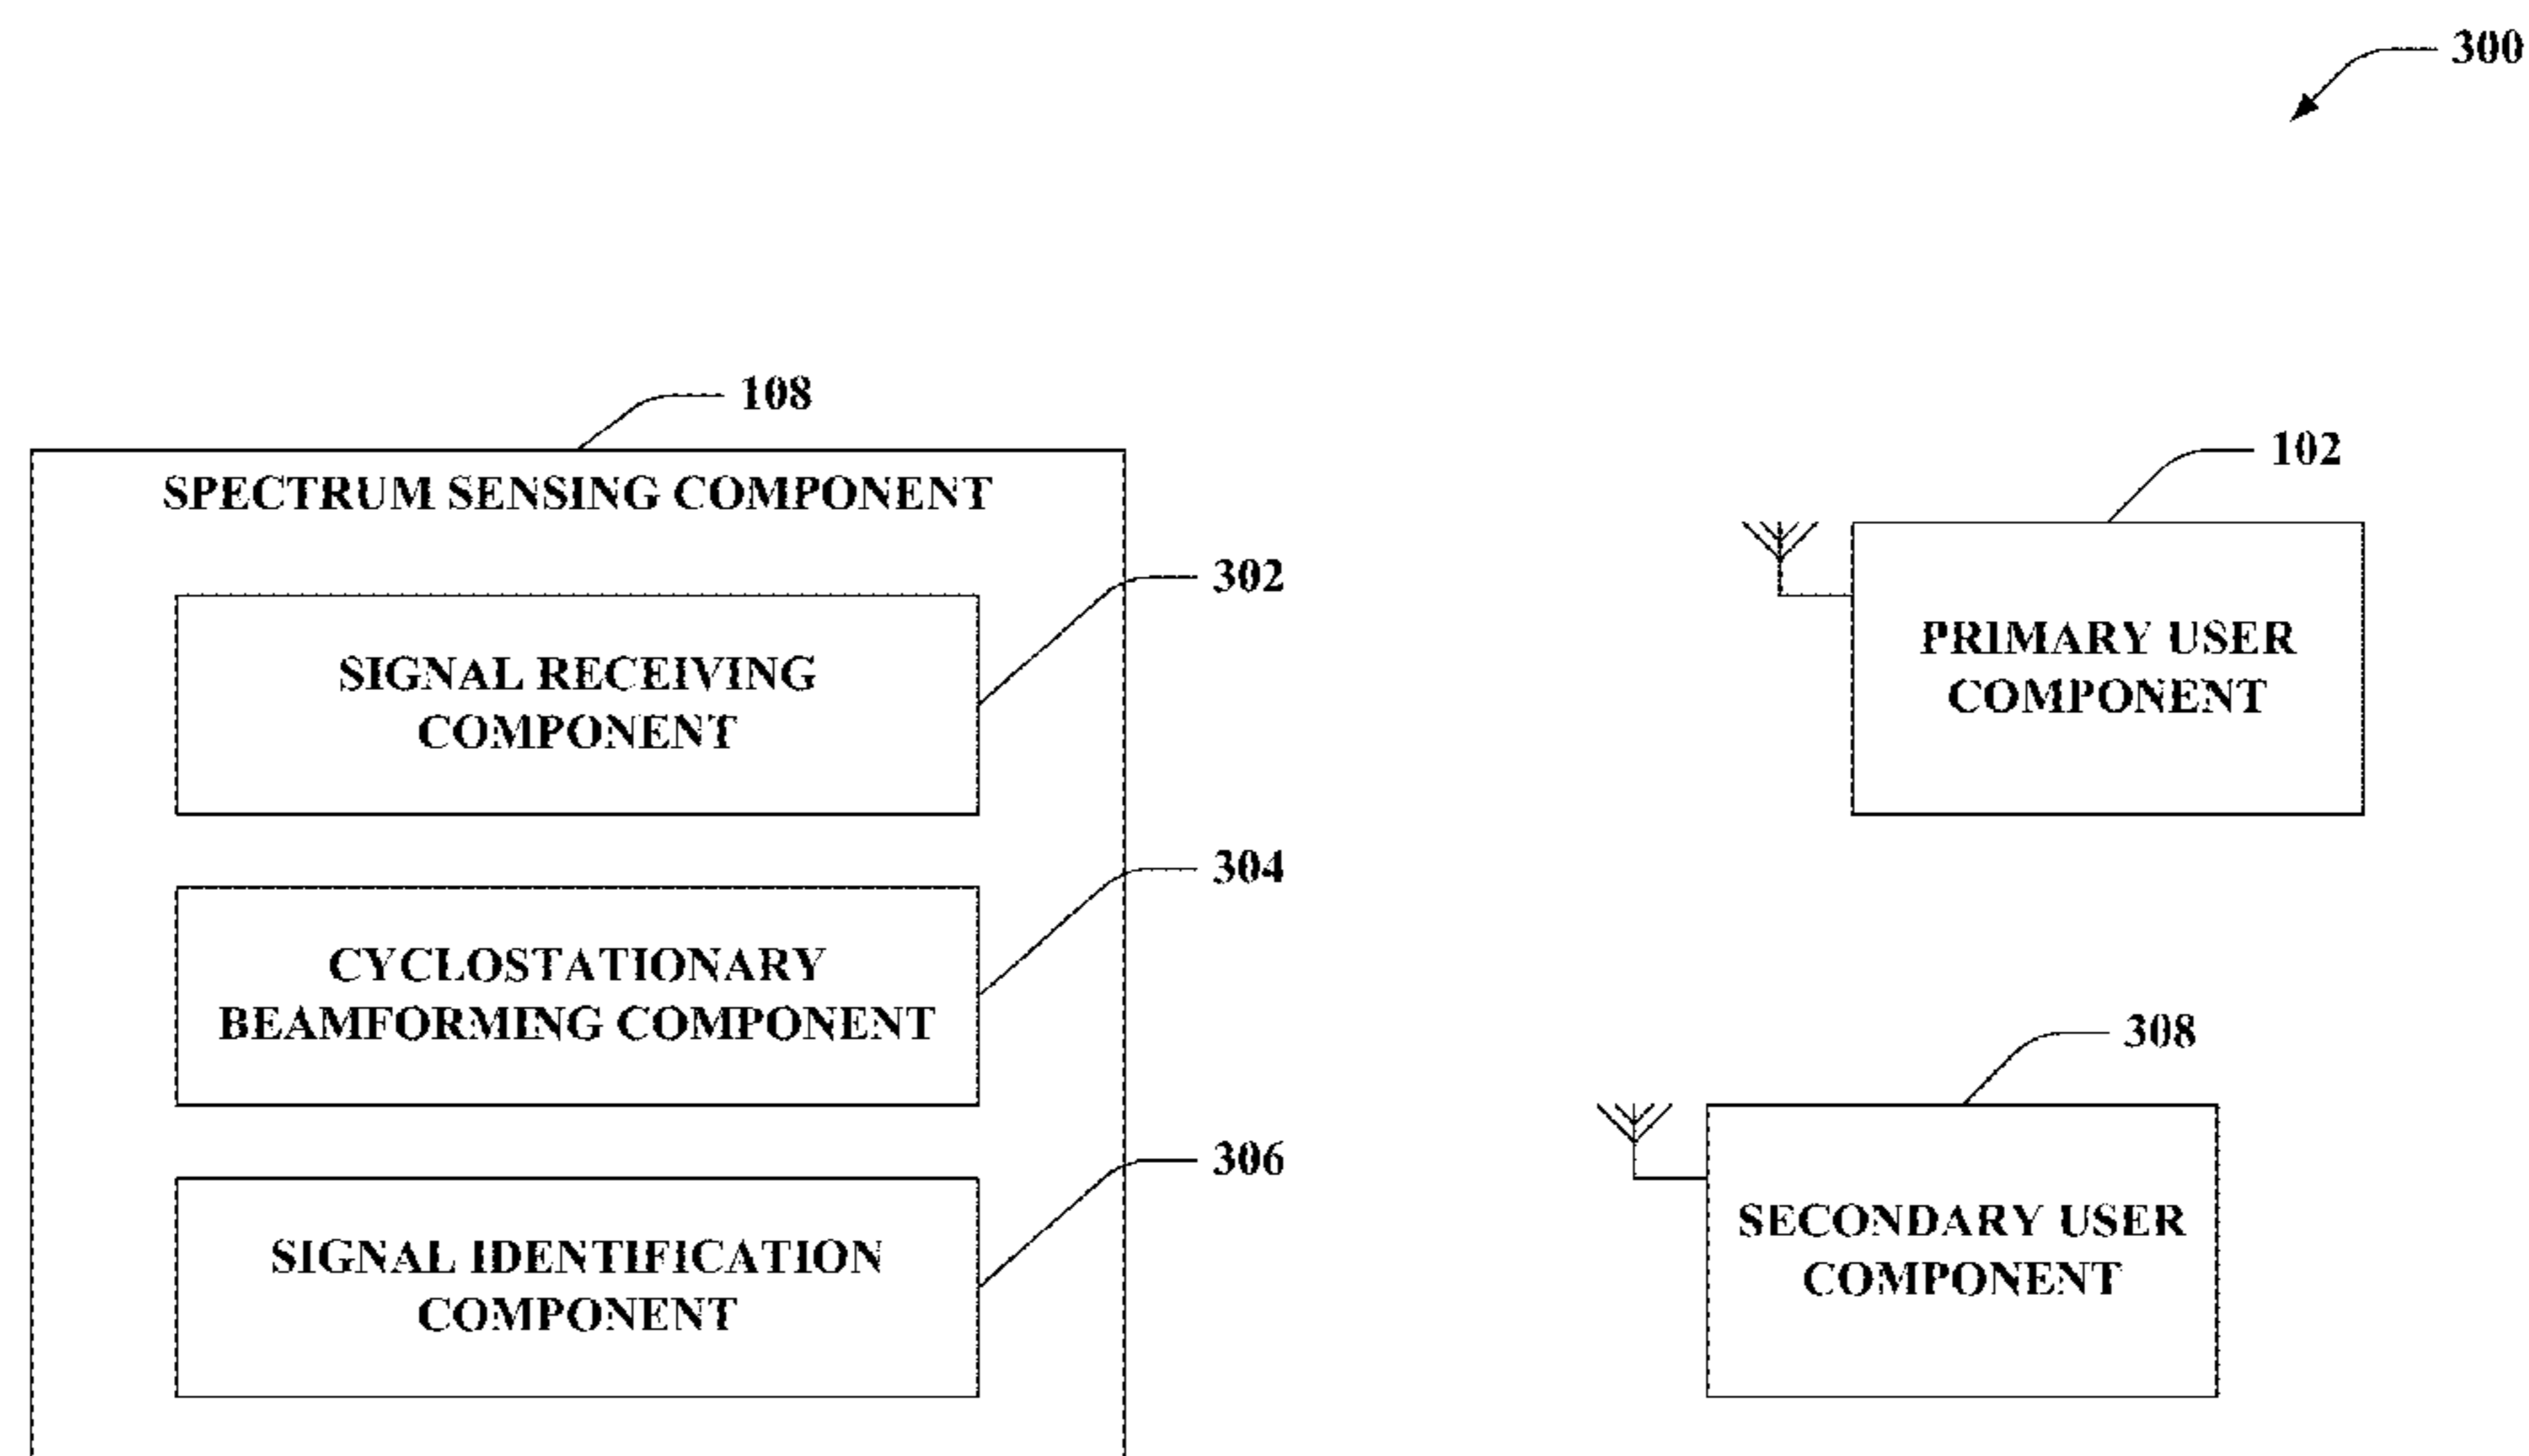 300
108
SPECTRUM SENSING COMPONENT
302
SIGNAL RECEIVING
COMPONENT
304
CYCLOSTATIONARY
BEAMFORMING COMPONENT
306
SIGNAL IDENTIFICATION
COMPONENT
102
PRIMARY USER
COMPONENT
308
SECONDARY USER
COMPONENT